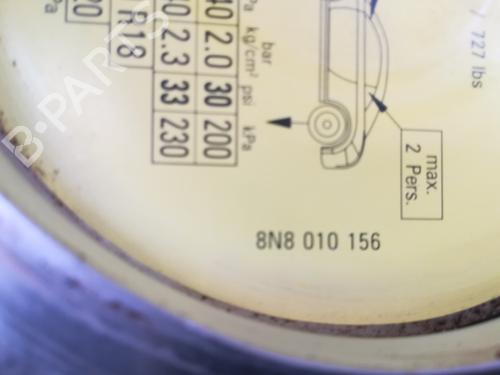 bar
kg/cm²
psi
kPa
2.0
30
200
2.3
33
230
R18
20
727 lbs
max.
2 Pers.
8N8 010 156
B-Parts